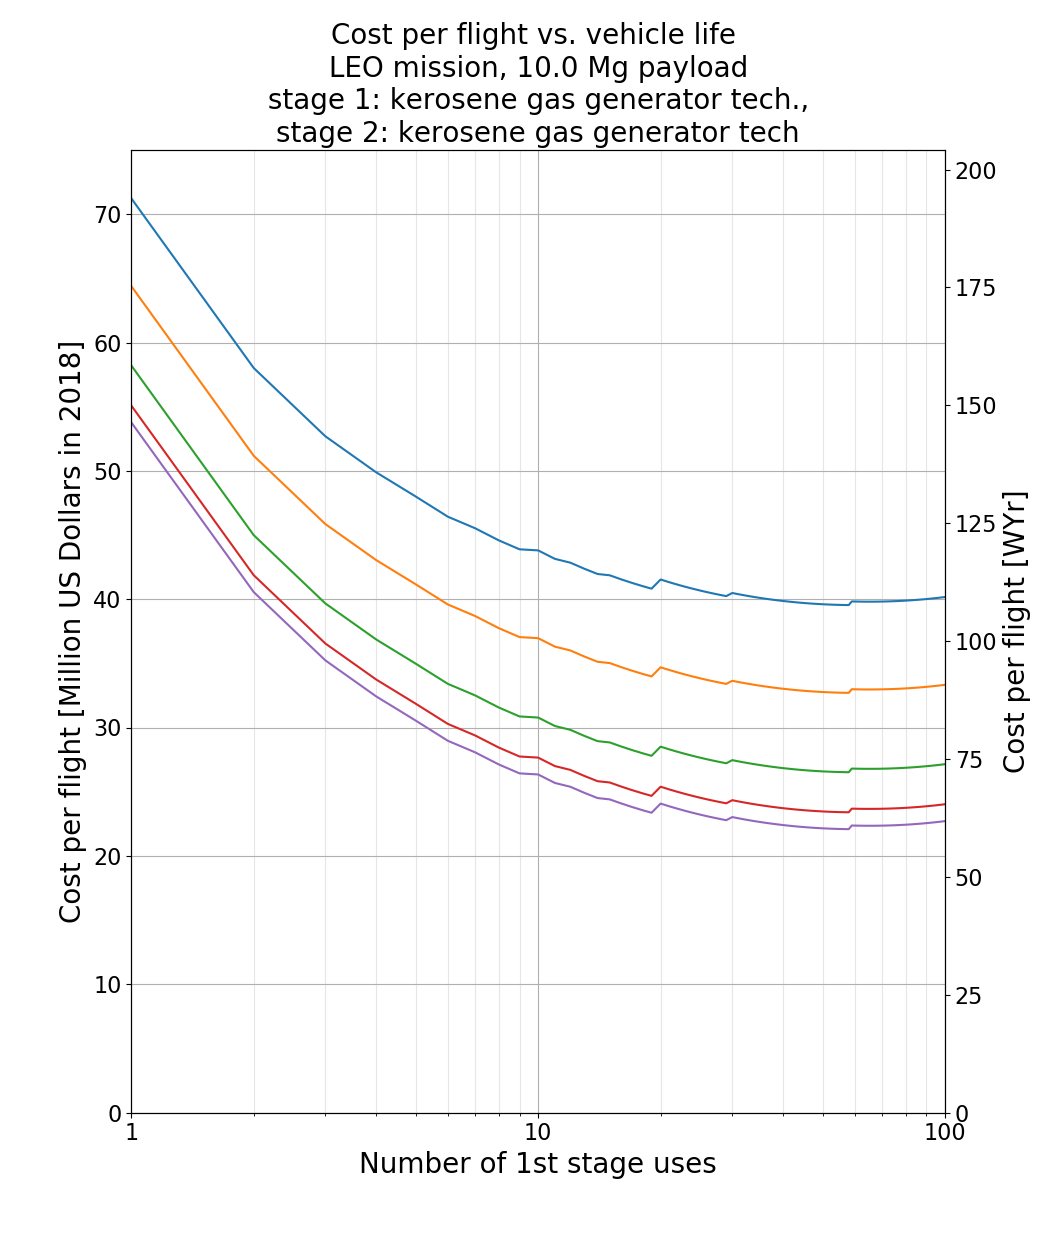 Cost per flight vs. vehicle life
LEO mission, 10.0 Mg payload
stage 1: kerosene gas generator tech.,
stage 2: kerosene gas generator tech
Cost per flight [Million US Dollars in 2018]
70
60
50
40
30
20
10
0
200
175
150
125
100
75
50
25
0
Cost per flight [WYr]
1
10
100
Number of 1st stage uses